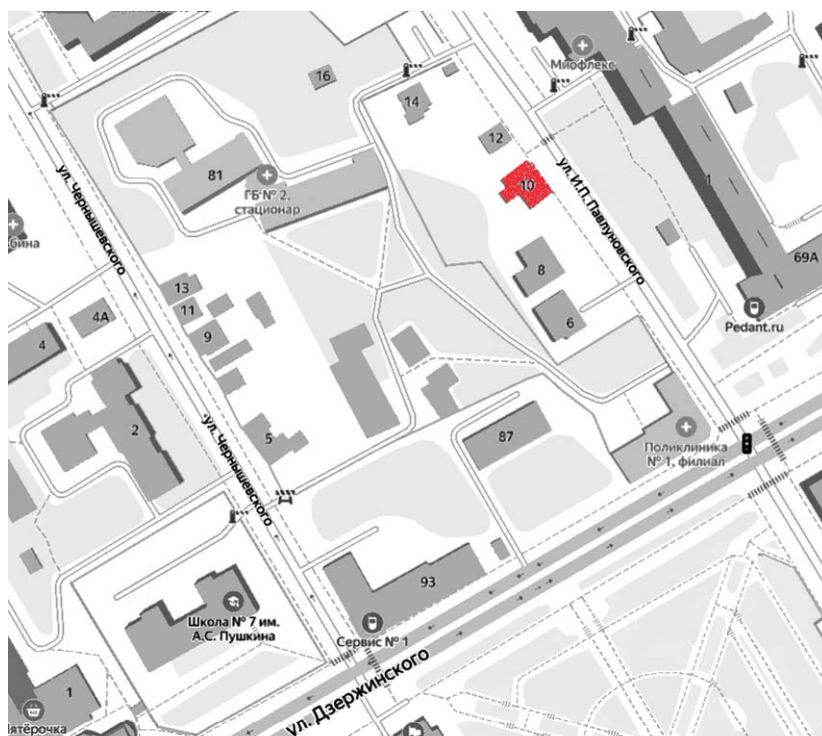 Миофлекс
16
14
12
10
ул. И.П. Павлуновского
1
81
ГБ № 2,
стационар
ул. Чернышевского
бина
8
69А
6
Pedant.ru
13
11
4А
9
4
2
5
ул. Чернышевского
87
Поликлиника
№ 1, филиал
93
Школа № 7 им.
А.С. Пушкина
Сервис № 1
ул. Дзержинского
1
ятёрочка